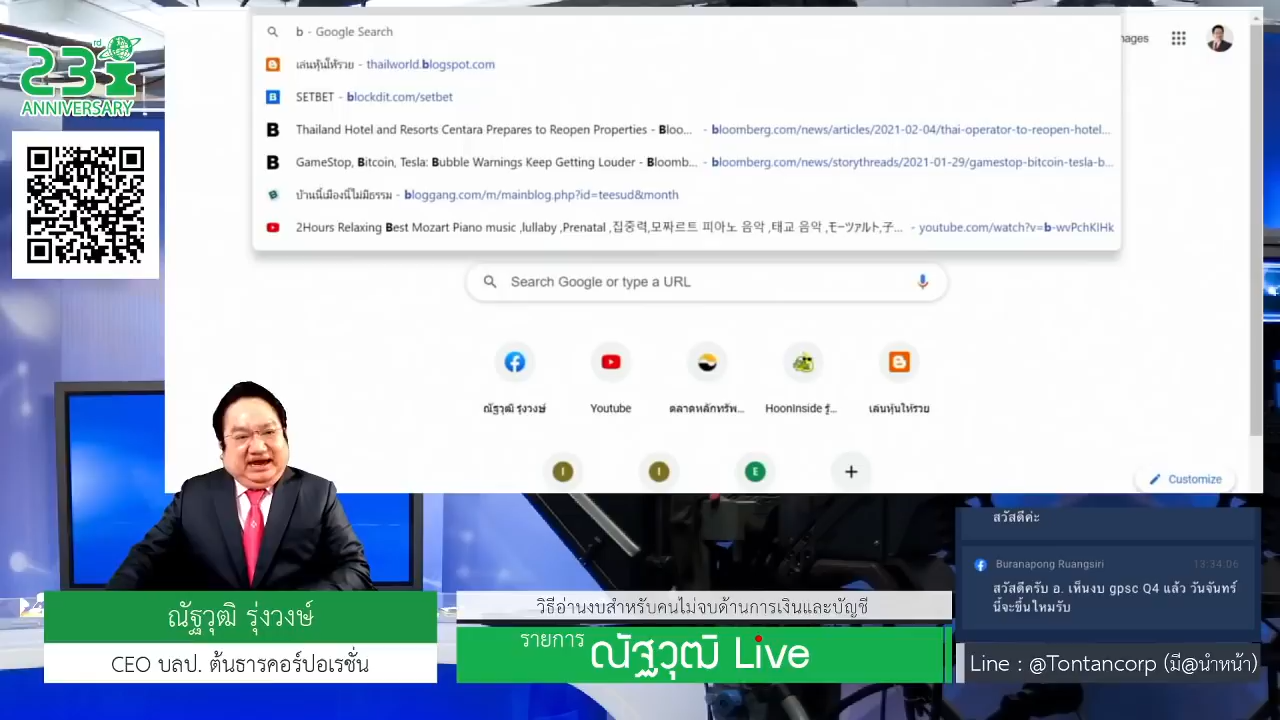 23rd
ANNIVERSARY
b - Google Search
เล่นหุ้นให้รวย - thailworld.blogspot.com
SETBET - blockdit.com/setbet
Thailand Hotel and Resorts Centara Prepares to Reopen Properties - Bloo... - bloomberg.com/news/articles/2021-02-04/thai-operator-to-reopen-hotel...
GameStop, Bitcoin, Tesla: Bubble Warnings Keep Getting Louder - Bloomb... - bloomberg.com/news/storythreads/2021-01-29/gamestop-bitcoin-tesla-b...
บ้านนี้เมืองนี้ไม่มีธรรม - bloggang.com/m/mainblog.php?id=teesud&month
2Hours Relaxing Best Mozart Piano music ,lullaby ,Prenatal ,집중력,모짜르트 피아노 음악 ,태교 음악 ,モーツァルト,子... - youtube.com/watch?v=b-wvPchKlHk
mages
Search Google or type a URL
ณัฐวุฒิ รุ่งวงษ์
Youtube
ตลาดหลักทรัพ...
HoonInside รู้...
เล่นหุ้นให้รวย
I
I
E
Customize
สวัสดีค่ะ
Buranapong Ruangsiri 13:34.06
สวัสดีครับ อ. เห็นงบ gpsc Q4 แล้ว วันจันทร์
นี้จะขึ้นไหมรับ
ณัฐวุฒิ รุ่งวงษ์
CEO บลป. ต้นธารคอร์ปอเรชั่น
วิธีอ่านงบสำหรับคนไม่จบด้านการเงินและบัญชี
รายการ ณัฐวุฒิ Live
Line : @Tontancorp (มี@นำหน้า)